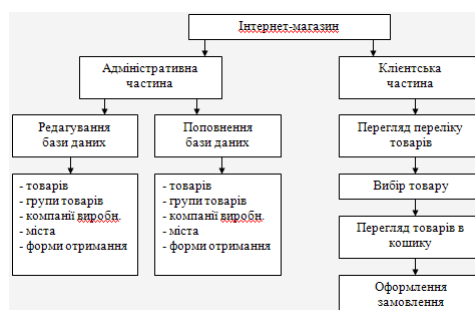 Інтернет-магазин
Адміністративна
частина
Клієнтська
частина
Редагування
бази даних
Поповнення
бази даних
Перегляд переліку
товарів
- товарів
- групи товарів
- компанії виробн.
- міста
- форми отримання
- товарів
- групи товарів
- компанії виробн.
- міста
- форми отримання
Вибір товару
Перегляд товарів в
кошику
Оформлення
замовлення